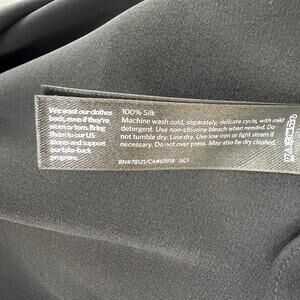 We want our clothes
back, even if they're
worn or torn. Bring
them to our US
stores and support
our take-back
program.
100% Silk
Machine wash cold, separately, delicate cycle, with mild
detergent. Use non-chlorine bleach when needed. Do
not tumble dry. Line dry. Use low iron or light steam if
necessary. Do not over press. May also be dry cleaned.
RN#78121/CA#63918 GCI